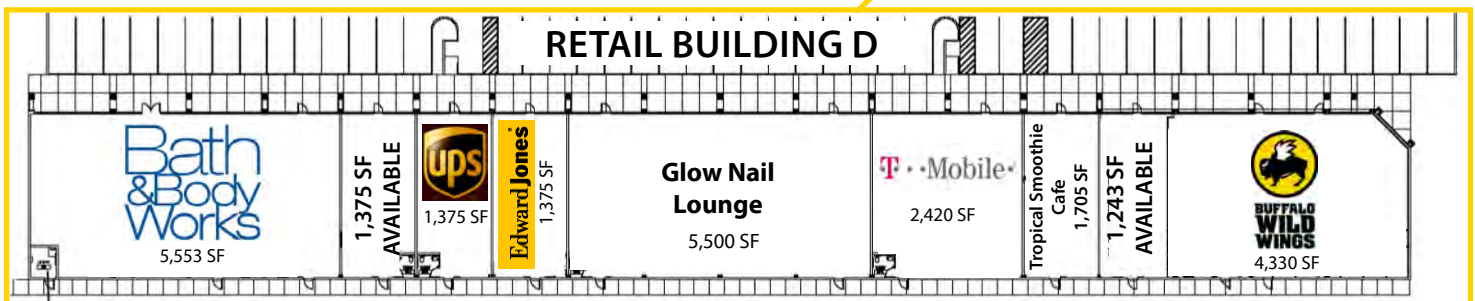 RETAIL BUILDING D
Bath
&Body
Works
5,553 SF
1,375 SF
AVAILABLE
ups
1,375 SF
Edward Jones
1,375 SF
Glow Nail
Lounge
5,500 SF
T··Mobile·
2,420 SF
Tropical Smoothie
Cafe
1,705 SF
1,243 SF
AVAILABLE
BUFFALO
WILD
WINGS
4,330 SF